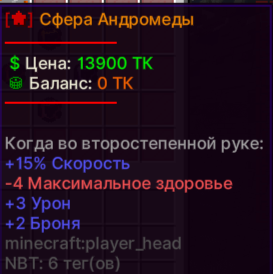 [🌸] Сфера Андромеды
$ Цена: 13900 ТК
Баланс: 0 ТК
Когда во второстепенной руке:
+15% Скорость
-4 Максимальное здоровье
+3 Урон
+2 Броня
minecraft:player_head
NBT: 6 тег(ов)